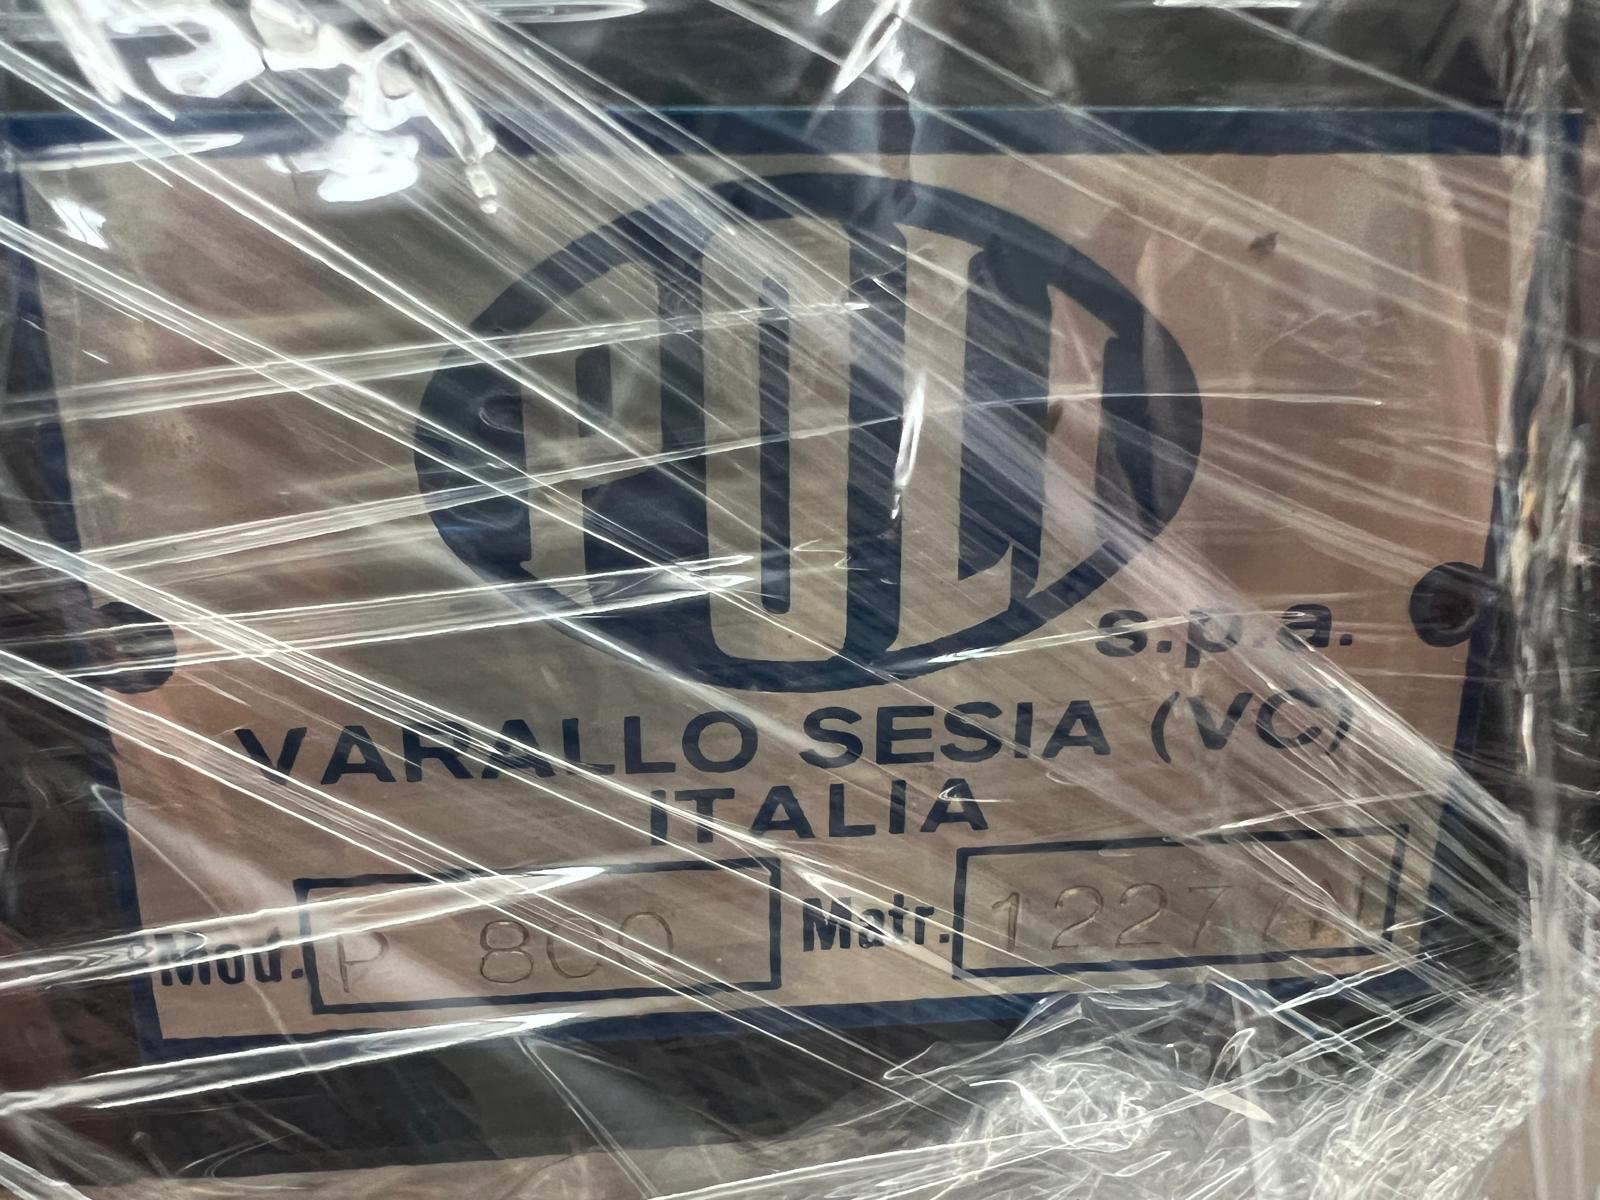 POLI
s.p.a.
VARALLO SESIA (VC)
ITALIA
Mod. P 800 Matr.